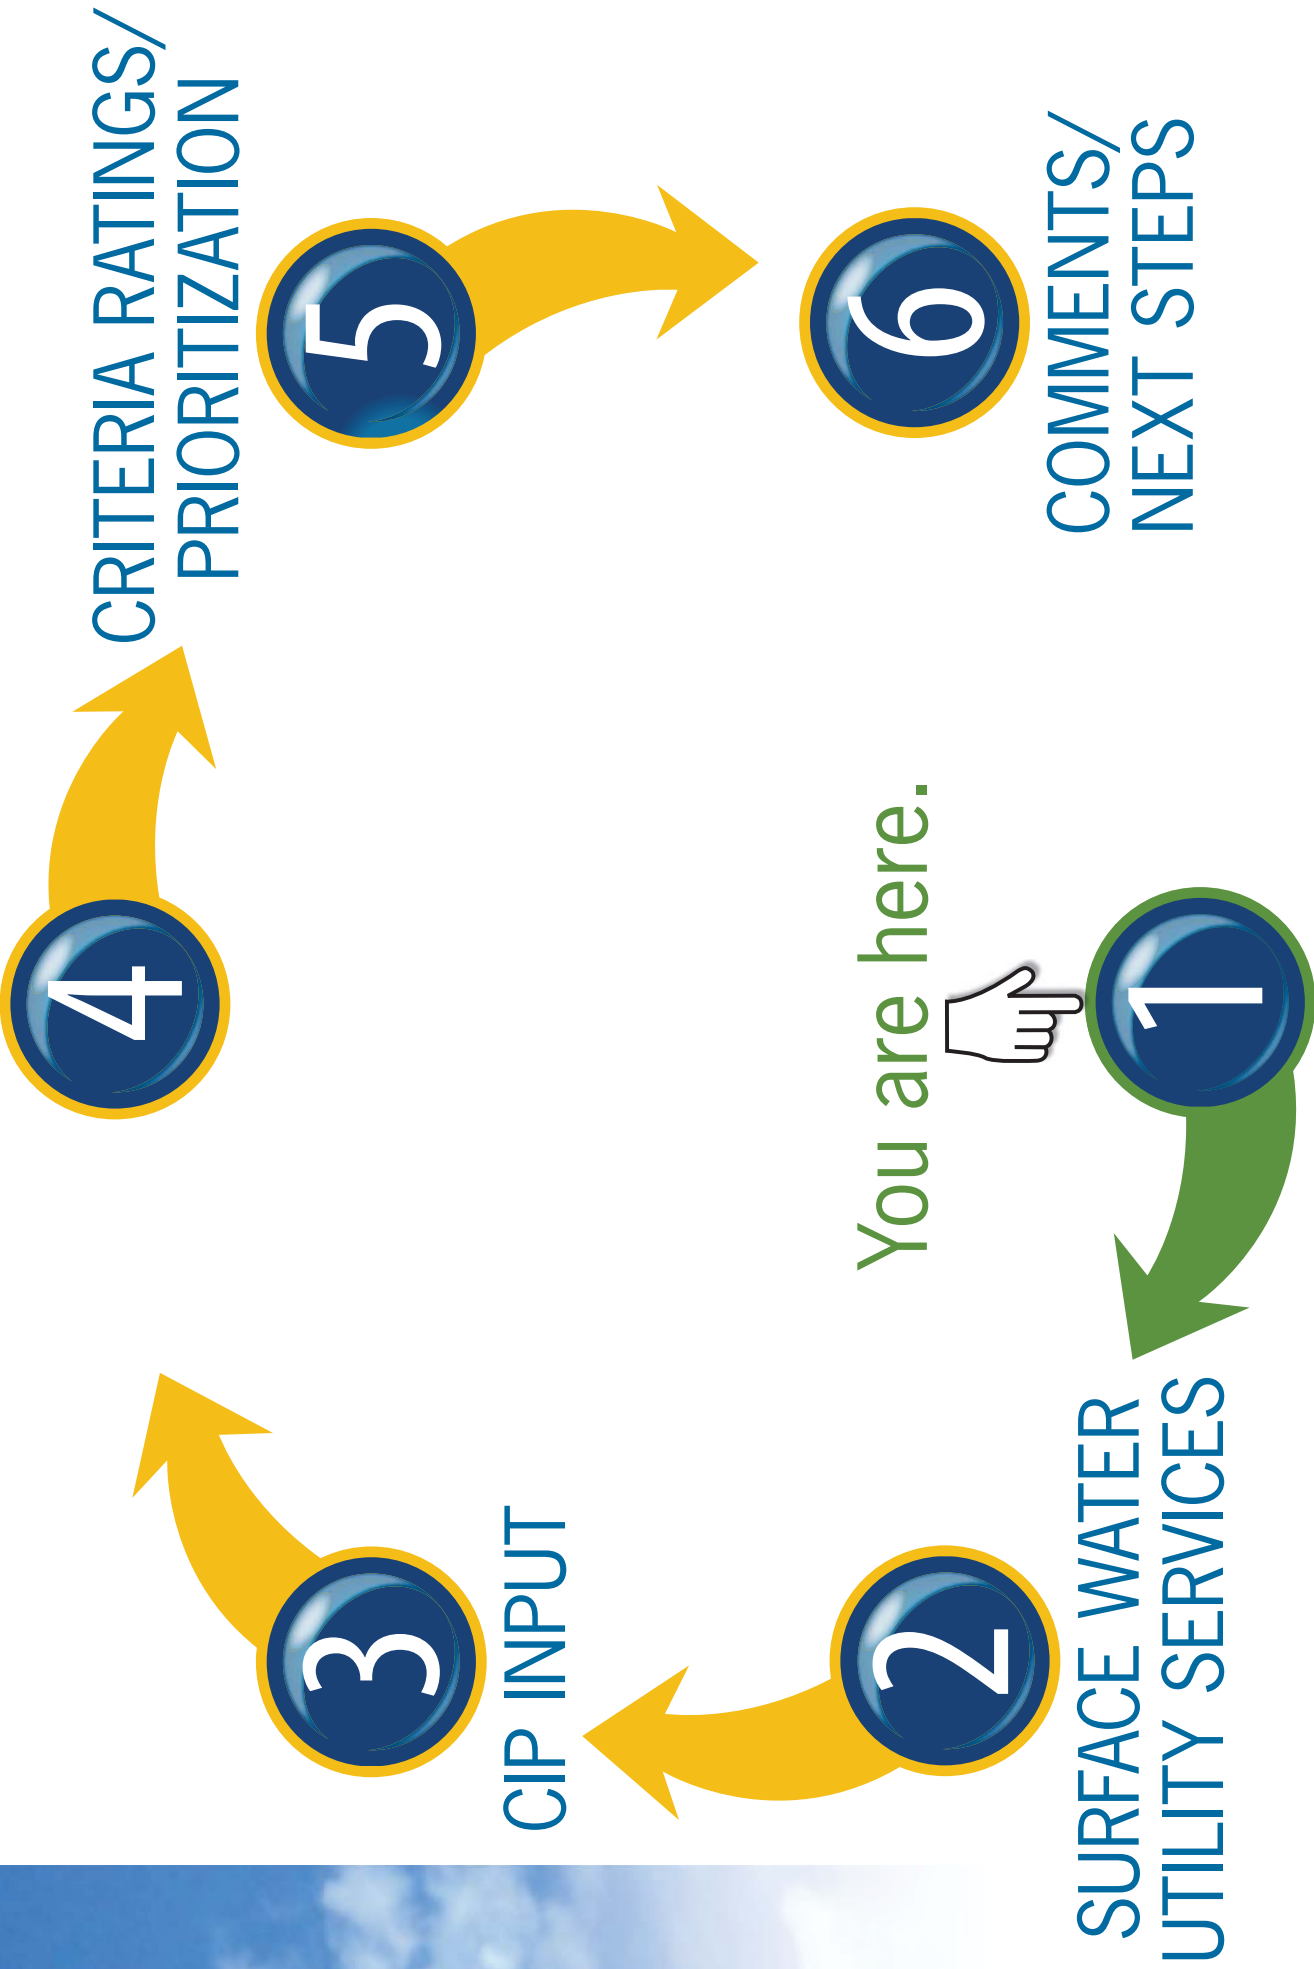 You are here.
1
2
SURFACE WATER
UTILITY SERVICES
3
CIP INPUT
4
5
CRITERIA RATINGS/
PRIORITIZATION
6
COMMENTS/
NEXT STEPS